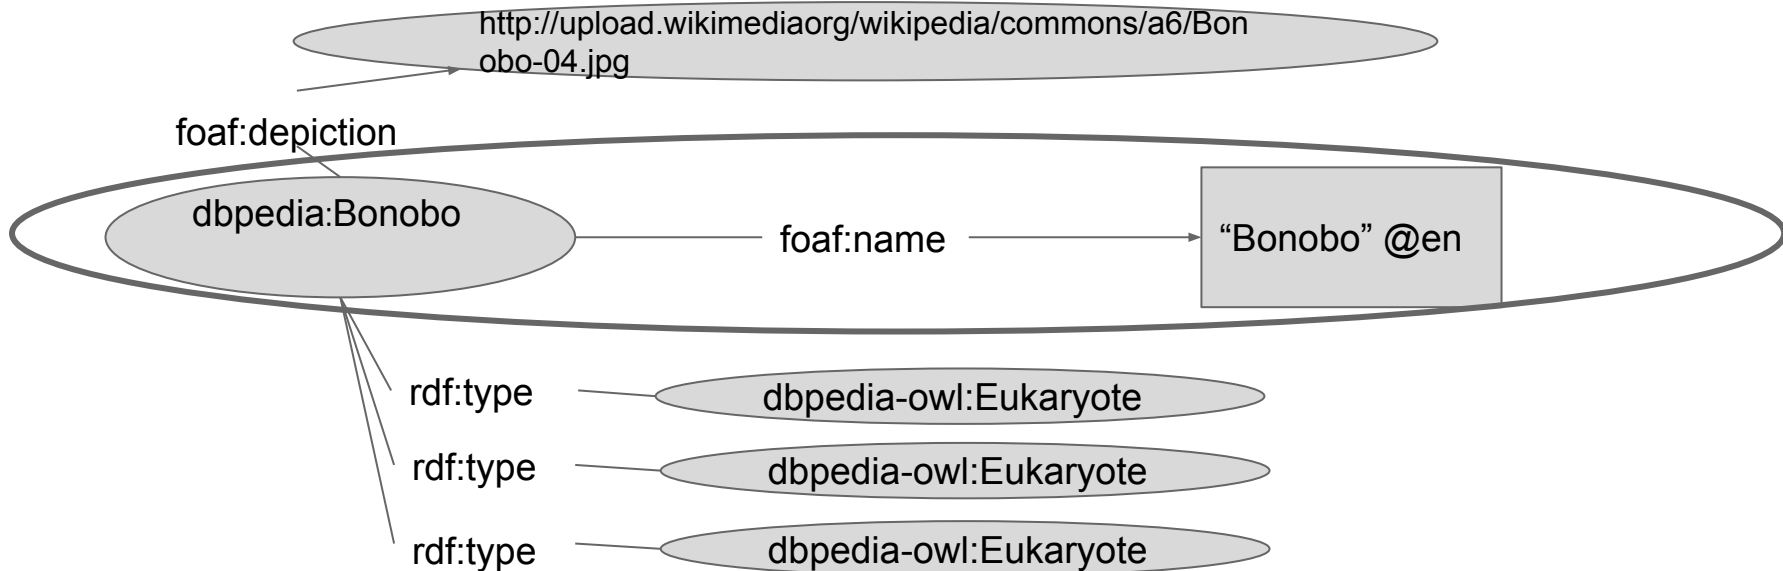 http://upload.wikimediaorg/wikipedia/commons/a6/Bon
obo-04.jpg
foaf:depiction
dbpedia:Bonobo
foaf:name
“Bonobo” @en
rdf:type
dbpedia-owl:Eukaryote
rdf:type
dbpedia-owl:Eukaryote
rdf:type
dbpedia-owl:Eukaryote